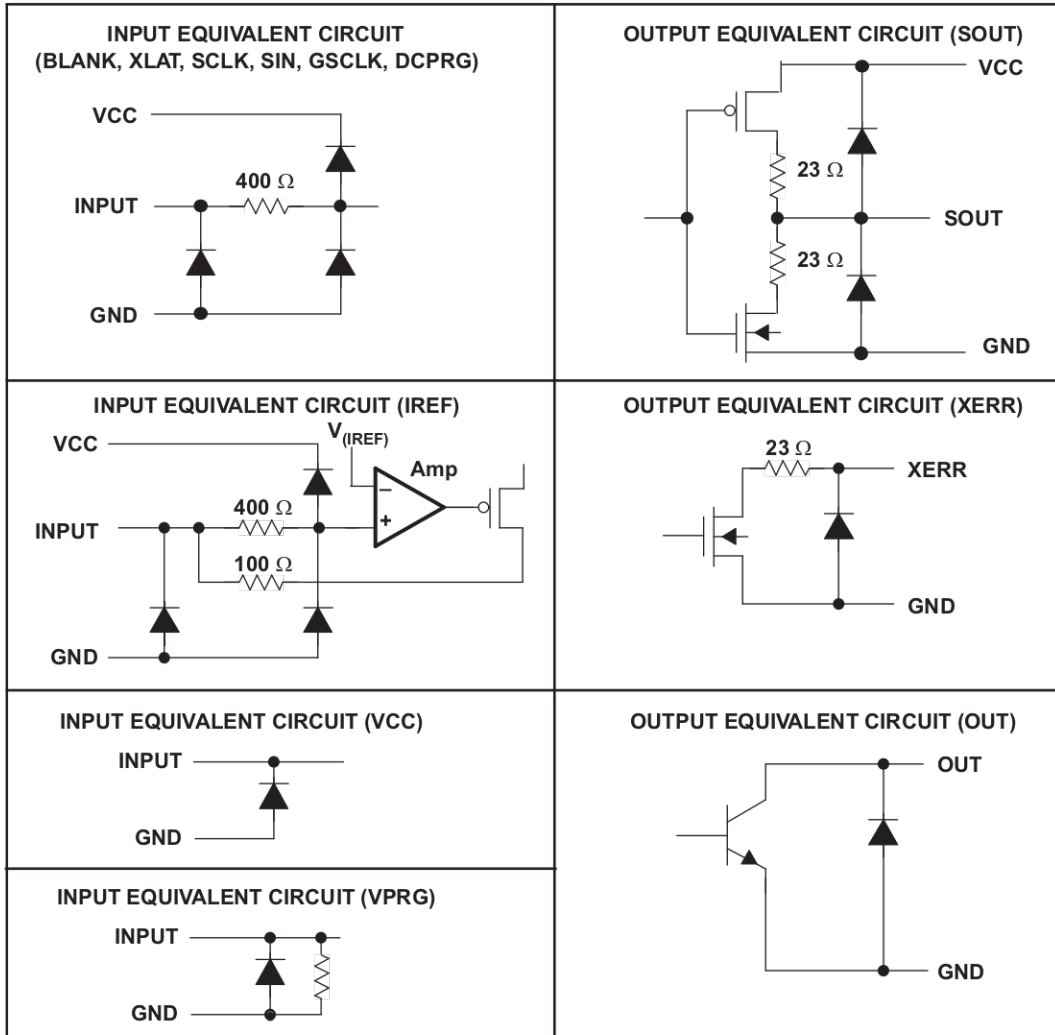 INPUT EQUIVALENT CIRCUIT
(BLANK, XLAT, SCLK, SIN, GSCLK, DCPRG)
VCC
400 Ω
INPUT
GND
OUTPUT EQUIVALENT CIRCUIT (SOUT)
VCC
23 Ω
SOUT
23 Ω
GND
INPUT EQUIVALENT CIRCUIT (IREF)
V(IREF)
VCC
Amp
−
400 Ω
INPUT
+
100 Ω
GND
OUTPUT EQUIVALENT CIRCUIT (XERR)
23 Ω
XERR
GND
INPUT EQUIVALENT CIRCUIT (VCC)
INPUT
GND
OUTPUT EQUIVALENT CIRCUIT (OUT)
OUT
GND
INPUT EQUIVALENT CIRCUIT (VPRG)
INPUT
GND